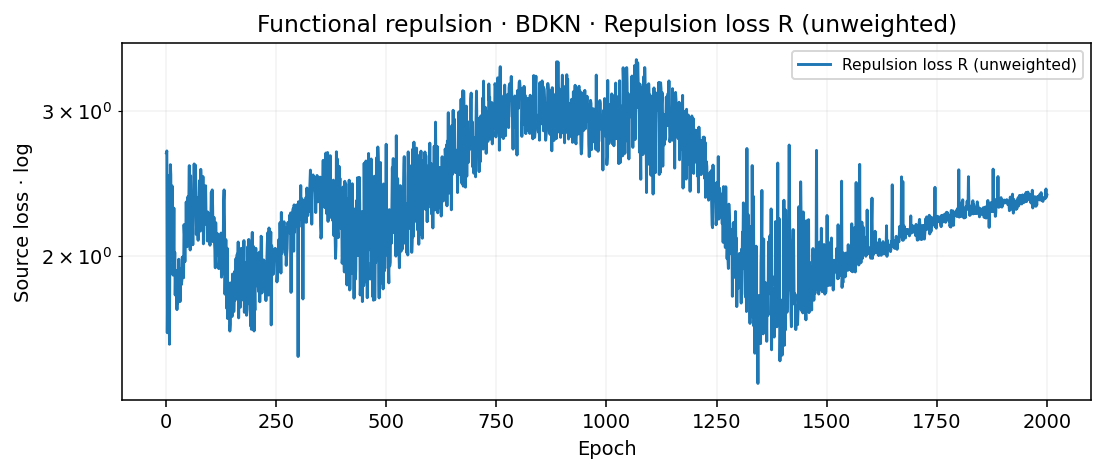 Functional repulsion · BDKN · Repulsion loss R (unweighted)
Repulsion loss R (unweighted)
Source loss · log
3 × 10⁰
2 × 10⁰
0 250 500 750 1000 1250 1500 1750 2000
Epoch